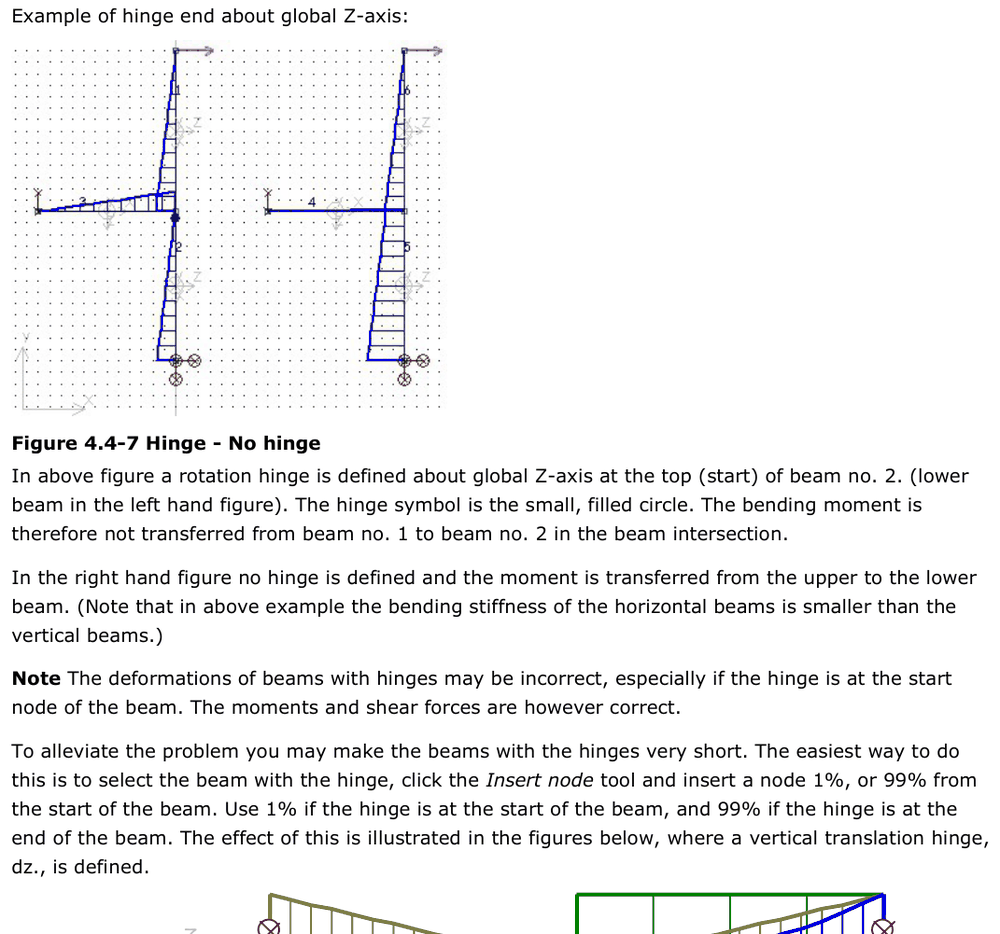 Example of hinge end about global Z-axis:
1
6
Z
Z
3
X
4
X
2
5
Z
Z
Y
X
Figure 4.4-7 Hinge - No hinge
In above figure a rotation hinge is defined about global Z-axis at the top (start) of beam no. 2. (lower
beam in the left hand figure). The hinge symbol is the small, filled circle. The bending moment is
therefore not transferred from beam no. 1 to beam no. 2 in the beam intersection.
In the right hand figure no hinge is defined and the moment is transferred from the upper to the lower
beam. (Note that in above example the bending stiffness of the horizontal beams is smaller than the
vertical beams.)
Note The deformations of beams with hinges may be incorrect, especially if the hinge is at the start
node of the beam. The moments and shear forces are however correct.
To alleviate the problem you may make the beams with the hinges very short. The easiest way to do
this is to select the beam with the hinge, click the Insert node tool and insert a node 1%, or 99% from
the start of the beam. Use 1% if the hinge is at the start of the beam, and 99% if the hinge is at the
end of the beam. The effect of this is illustrated in the figures below, where a vertical translation hinge,
dz., is defined.